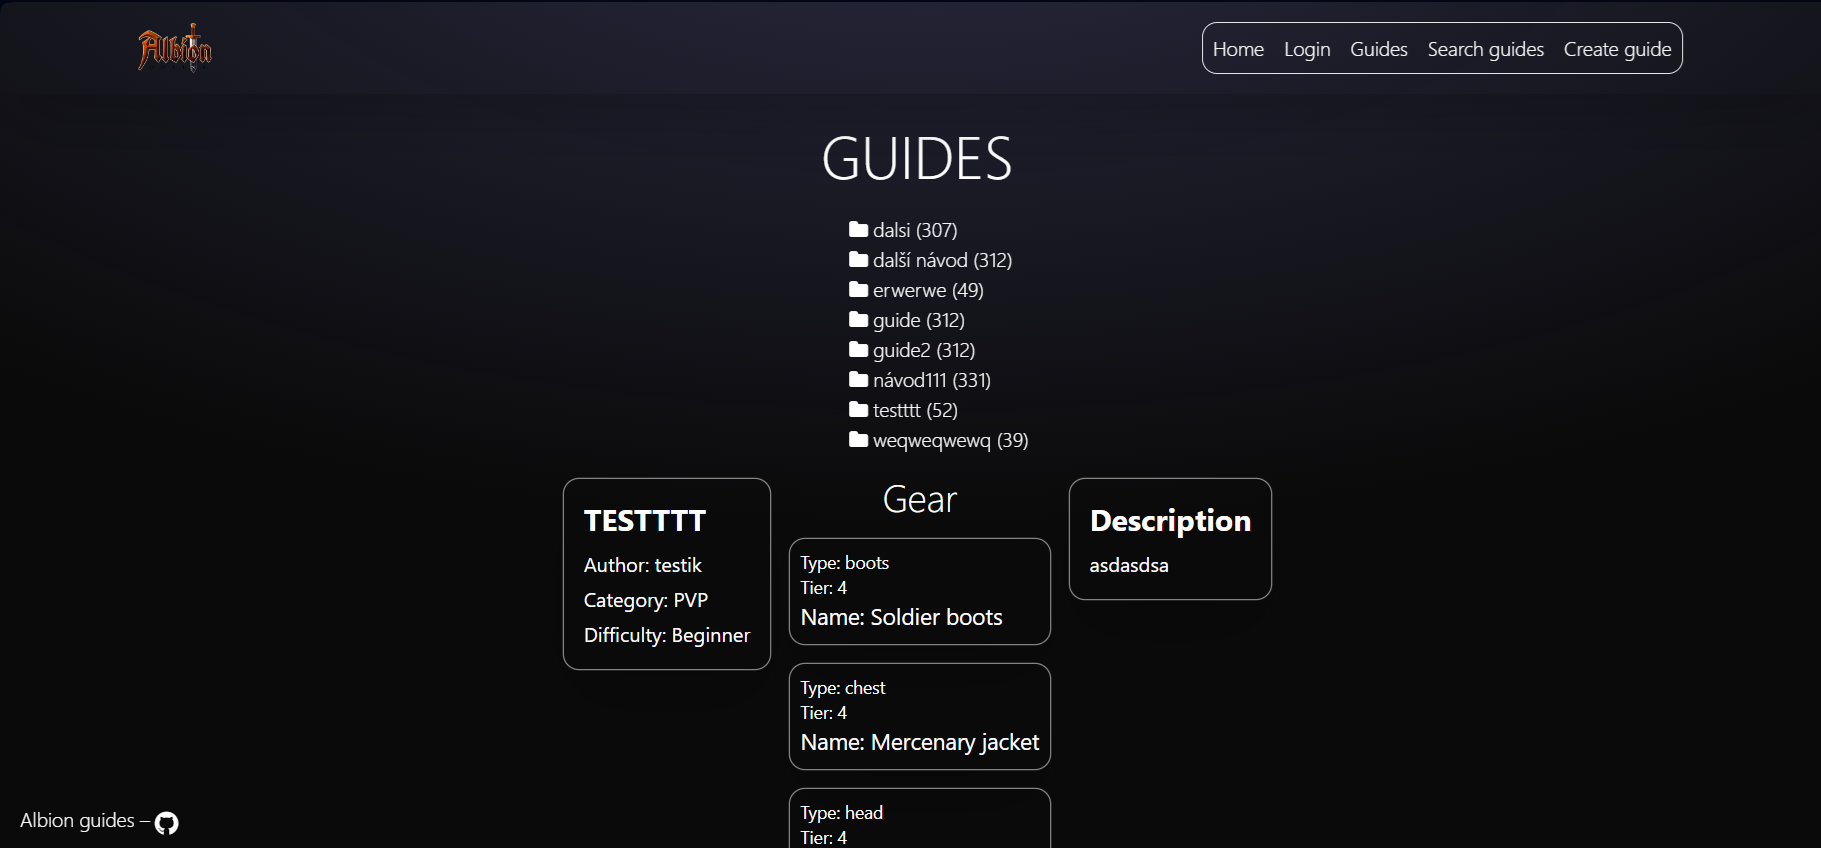 Albion
Home Login Guides Search guides Create guide
GUIDES
dalsi (307)
další návod (312)
erwerwe (49)
guide (312)
guide2 (312)
návod111 (331)
testttt (52)
weqweqwewq (39)
TESTTTT
Author: testik
Category: PVP
Difficulty: Beginner
Gear
Type: boots
Tier: 4
Name: Soldier boots
Type: chest
Tier: 4
Name: Mercenary jacket
Type: head
Tier: 4
Description
asdasdsa
Albion guides –